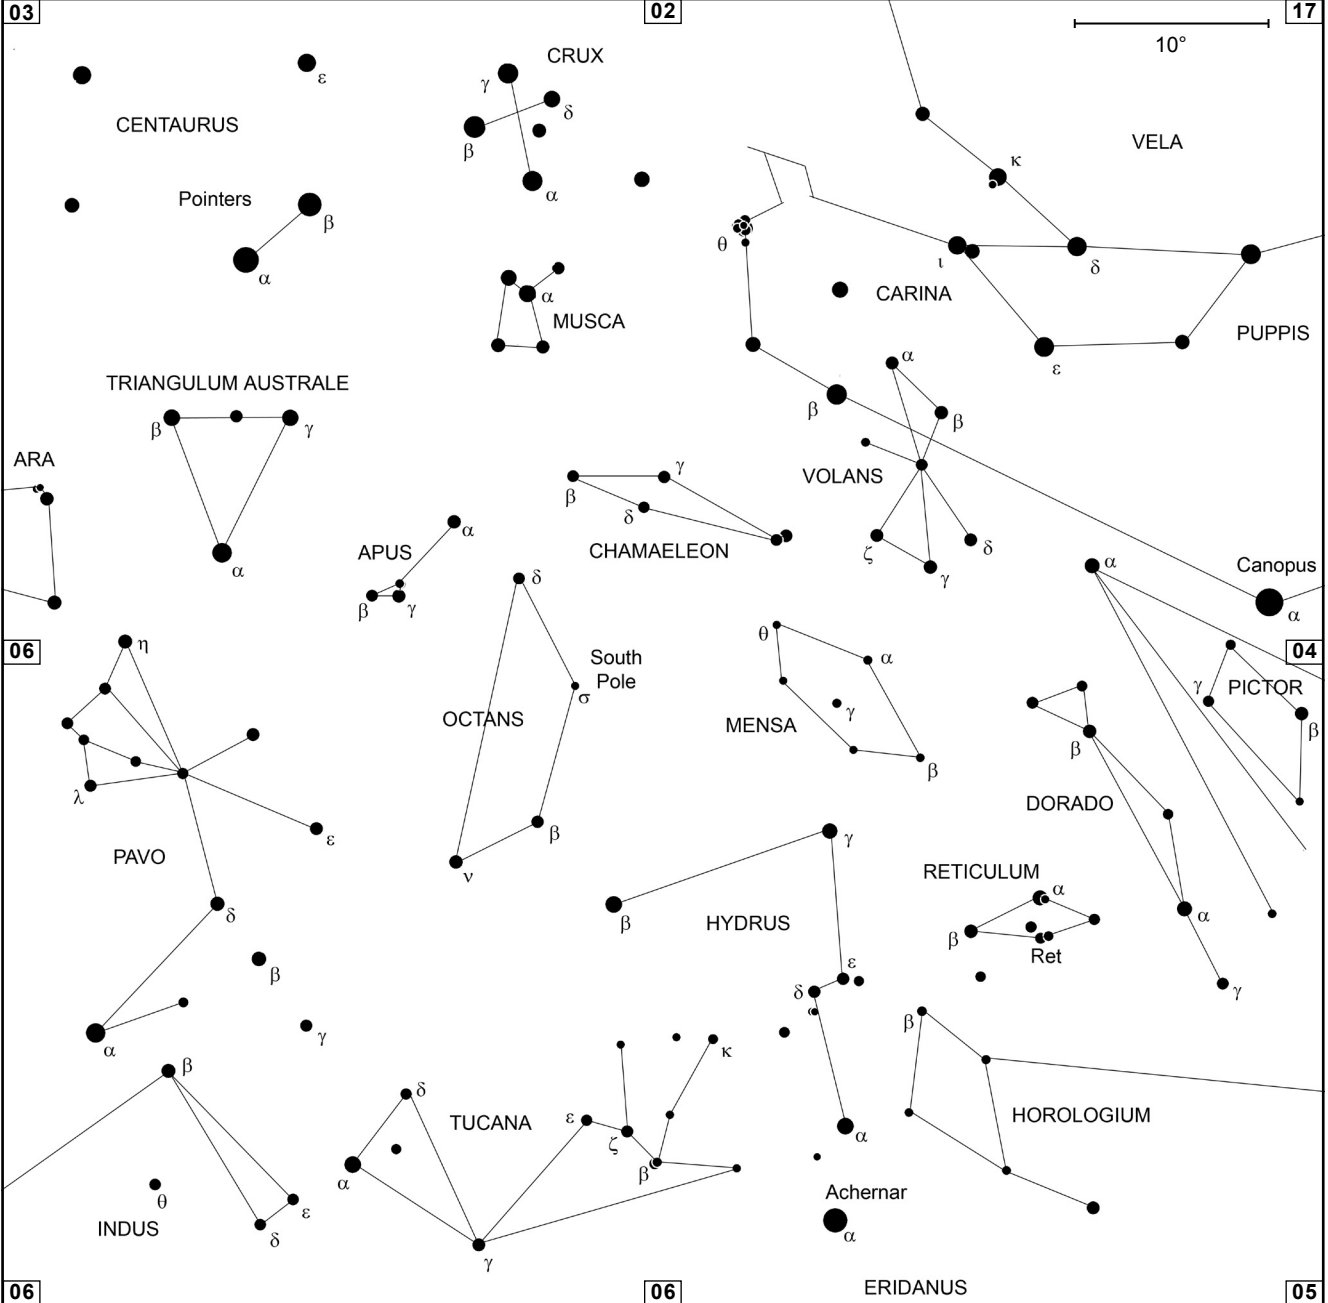 03
02
17
10°
CRUX
γ
ε
δ
CENTAURUS
β
VELA
κ
Pointers
α
β
θ
α
ι
δ
CARINA
α
MUSCA
PUPPIS
α
ε
TRIANGULUM AUSTRALE
β
γ
β
β
ARA
γ
VOLANS
β
δ
α
APUS
CHAMAELEON
ζ
δ
α
Canopus
α
δ
γ
β
γ
α
06
η
θ
South
Pole
α
04
σ
γ
PICTOR
OCTANS
γ
MENSA
β
β
β
λ
DORADO
ε
β
γ
PAVO
ν
RETICULUM
α
δ
β
HYDRUS
α
β
Ret
β
ε
δ
γ
α
γ
β
κ
β
δ
TUCANA
ε
ζ
HOROLOGIUM
α
α
β
θ
ε
Achernar
INDUS
δ
α
γ
06
06
ERIDANUS
05